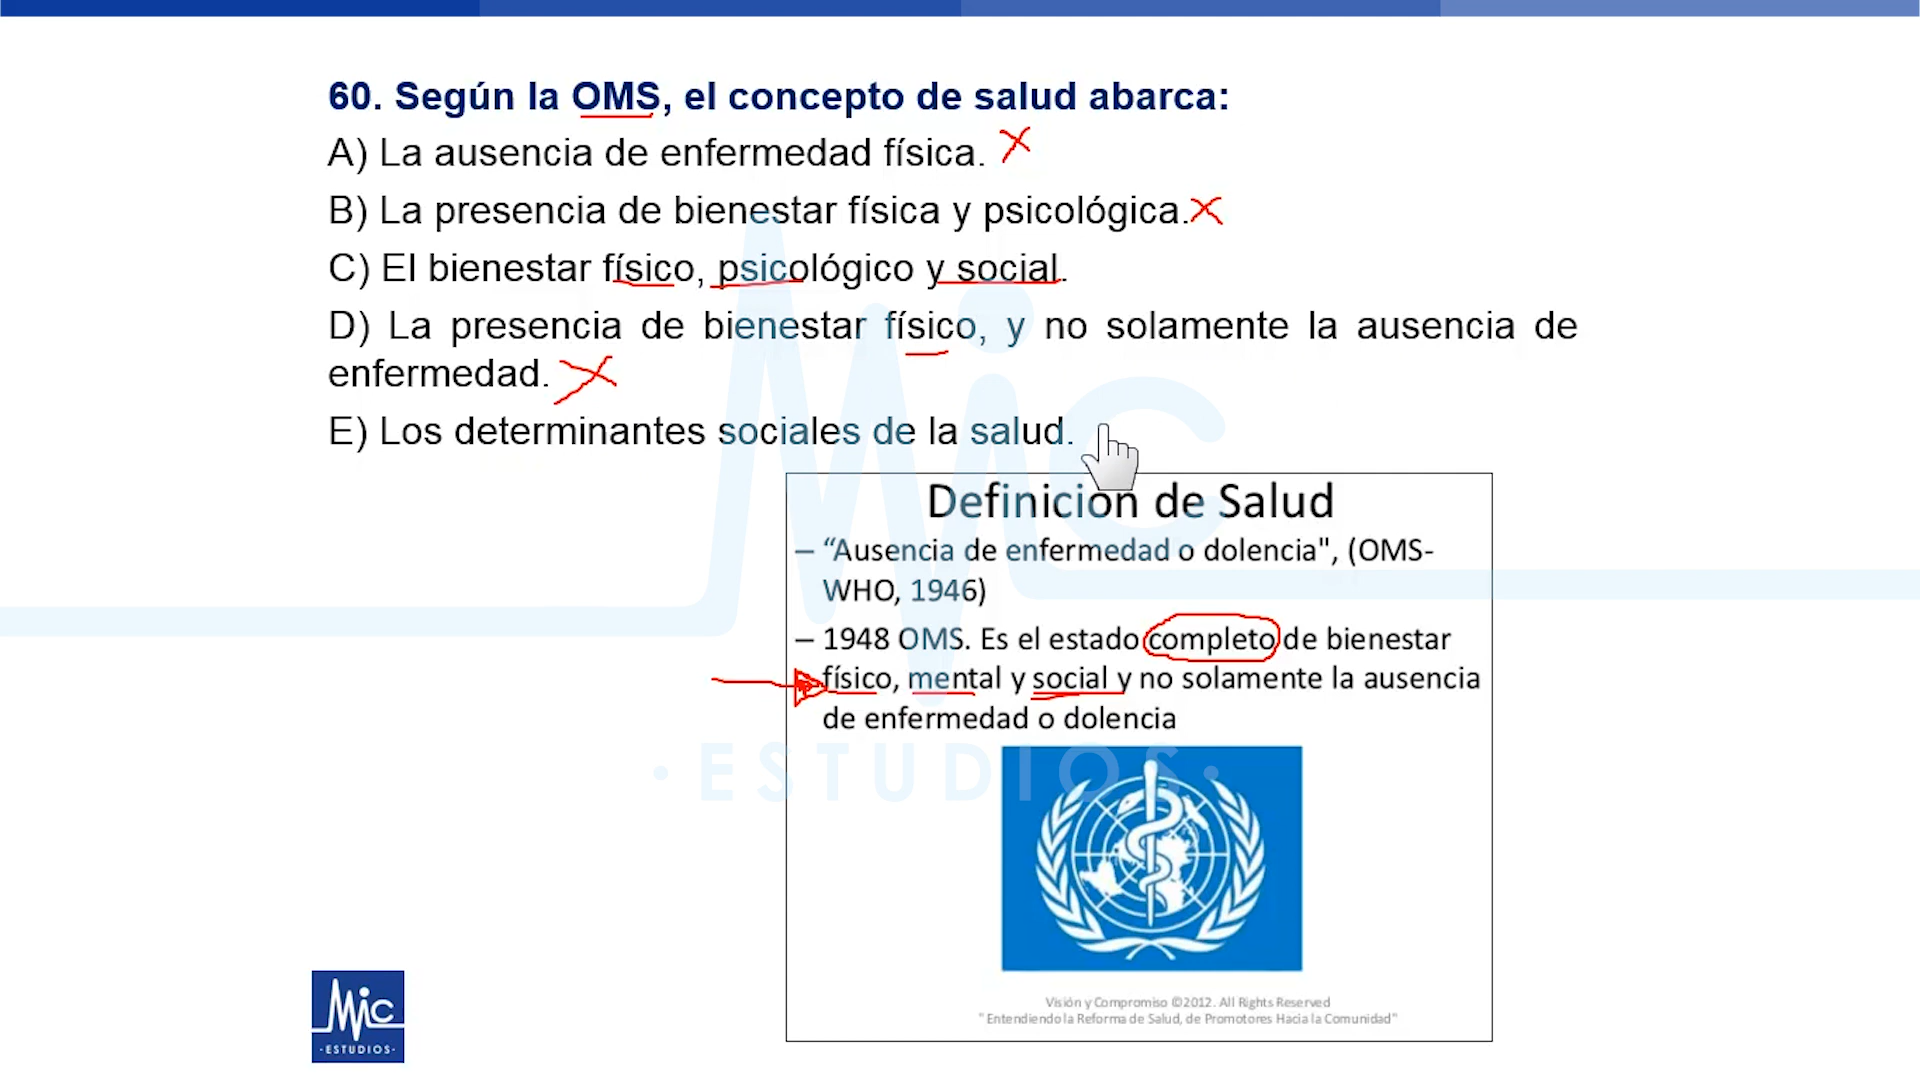 60. Según la OMS, el concepto de salud abarca:
A) La ausencia de enfermedad física.
B) La presencia de bienestar física y psicológica.
C) El bienestar físico, psicológico y social.
D) La presencia de bienestar físico, y no solamente la ausencia de
enfermedad.
E) Los determinantes sociales de la salud.
Definición de Salud
– “Ausencia de enfermedad o dolencia", (OMS-
WHO, 1946)
– 1948 OMS. Es el estado completo de bienestar
físico, mental y social y no solamente la ausencia
de enfermedad o dolencia
Mic
·ESTUDIOS·
Visión y Compromiso ©2012. All Rights Reserved
" Entendiendo la Reforma de Salud, de Promotores Hacia la Comunidad"
Mic
·ESTUDIOS·